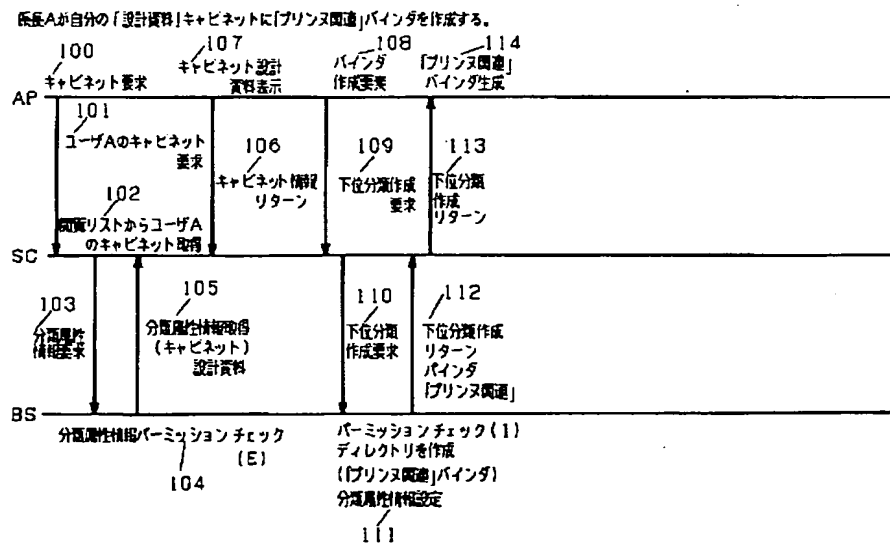 係長Aが自分の「設計資料」キャビネットに「プリンヌ関連」バインダを作成する。
100
キャビネット要求
107
キャビネット設計
資料表示
108
バインダ
作成要求
114
「プリンヌ関連」
バインダ生成
AP
101
ユーザAのキャビネット
要求
106
キャビネット情報
リターン
109
下位分類作成
要求
113
下位分類
作成
リターン
102
リストからユーザA
のキャビネット取得
SC
103
分類属性
情報要求
105
分類属性情報取得
(キャビネット)
設計資料
110
下位分類
作成要求
112
下位分類作成
リターン
バインダ
「プリンヌ関連」
BS
分類属性情報パーミッションチェック
(E)
104
パーミッションチェック(I)
ディレクトリを作成
(「プリンヌ関連」バインダ)
分類属性情報設定
111